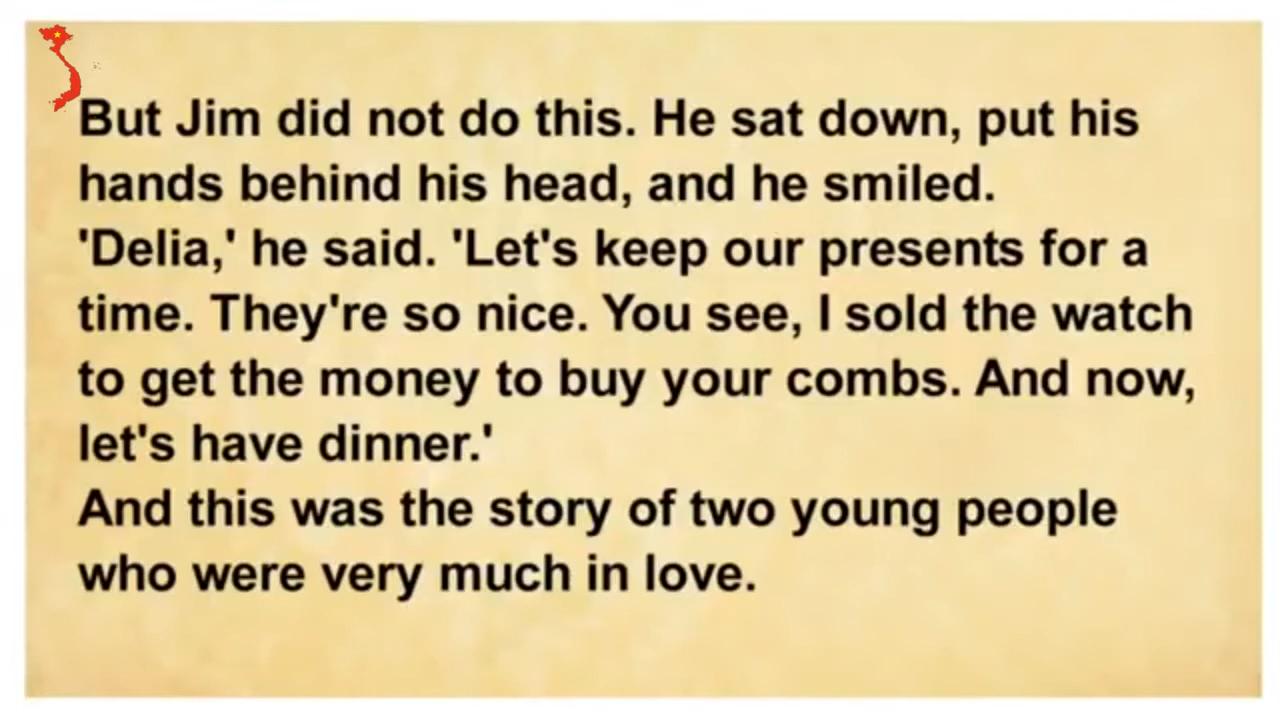 But Jim did not do this. He sat down, put his
hands behind his head, and he smiled.
'Delia,' he said. 'Let's keep our presents for a
time. They're so nice. You see, I sold the watch
to get the money to buy your combs. And now,
let's have dinner.'
And this was the story of two young people
who were very much in love.